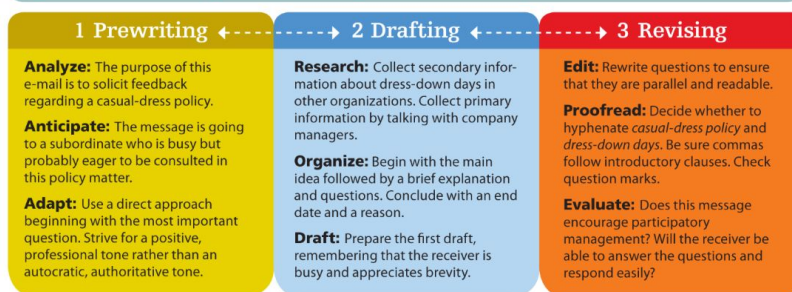 1 Prewriting
Analyze: The purpose of this
e-mail is to solicit feedback
regarding a casual-dress policy.
Anticipate: The message is going
to a subordinate who is busy but
probably eager to be consulted in
this policy matter.
Adapt: Use a direct approach
beginning with the most important
question. Strive for a positive,
professional tone rather than an
autocratic, authoritative tone.
2 Drafting
Research: Collect secondary infor-
mation about dress-down days in
other organizations. Collect primary
information by talking with company
managers.
Organize: Begin with the main
idea followed by a brief explanation
and questions. Conclude with an end
date and a reason.
Draft: Prepare the first draft,
remembering that the receiver is
busy and appreciates brevity.
3 Revising
Edit: Rewrite questions to ensure
that they are parallel and readable.
Proofread: Decide whether to
hyphenate casual-dress policy and
dress-down days. Be sure commas
follow introductory clauses. Check
question marks.
Evaluate: Does this message
encourage participatory
management? Will the receiver be
able to answer the questions and
respond easily?